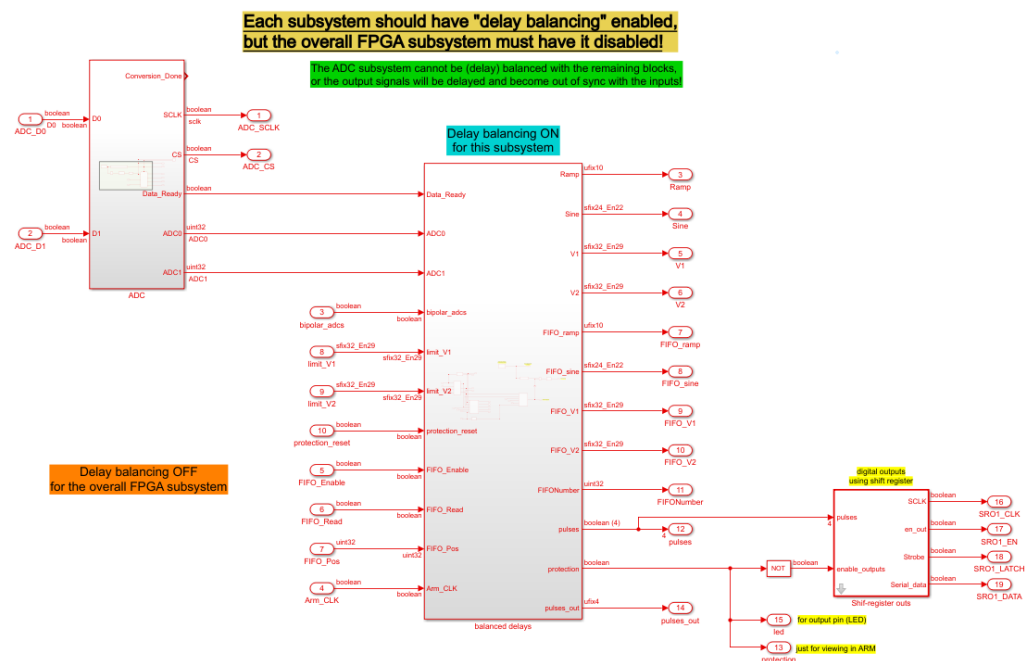 Each subsystem should have "delay balancing" enabled,
but the overall FPGA subsystem must have it disabled!
The ADC subsystem cannot be (delay) balanced with the remaining blocks,
or the output signals will be delayed and become out of sync with the inputs!
Conversion_Done
1
boolean
ADC_D0
D0
boolean
D0
SCLK
boolean
sclk
1
ADC_SCLK
CS
boolean
CS
2
ADC_CS
Data_Ready
boolean
2
boolean
ADC_D1
boolean
D1
ADC0
uint32
ADC0
ADC1
uint32
ADC1
ADC
Delay balancing ON
for this subsystem
Data_Ready
ADC0
ADC1
3
boolean
bipolar_adcs
boolean
bipolar_adcs
8
sfix32_En29
limit_V1
sfix32_En29
limit_V1
9
sfix32_En29
limit_V2
sfix32_En29
limit_V2
10
boolean
protection_reset
boolean
protection_reset
5
boolean
FIFO_Enable
boolean
FIFO_Enable
6
boolean
FIFO_Read
boolean
FIFO_Read
7
uint32
FIFO_Pos
uint32
FIFO_Pos
4
boolean
Arm_CLK
boolean
Arm_CLK
Ramp
ufix10
3
Ramp
Sine
sfix24_En22
4
Sine
V1
sfix32_En29
5
V1
V2
sfix32_En29
6
V2
FIFO_ramp
ufix10
7
FIFO_ramp
FIFO_sine
sfix24_En22
8
FIFO_sine
FIFO_V1
sfix32_En29
9
FIFO_V1
FIFO_V2
sfix32_En29
10
FIFO_V2
FIFONumber
uint32
11
FIFONumber
pulses
boolean (4)
4
12
pulses
protection
boolean
pulses_out
ufix4
14
pulses_out
balanced delays
Delay balancing OFF
for the overall FPGA subsystem
NOT
boolean
15
led
for output pin (LED)
13
protection
just for viewing in ARM
digital outputs
using shift register
4
pulses
enable_outputs
SCLK
boolean
16
SRO1_CLK
en_out
boolean
17
SRO1_EN
Strobe
boolean
18
SRO1_LATCH
Serial_data
boolean
19
SRO1_DATA
Shif-register outs